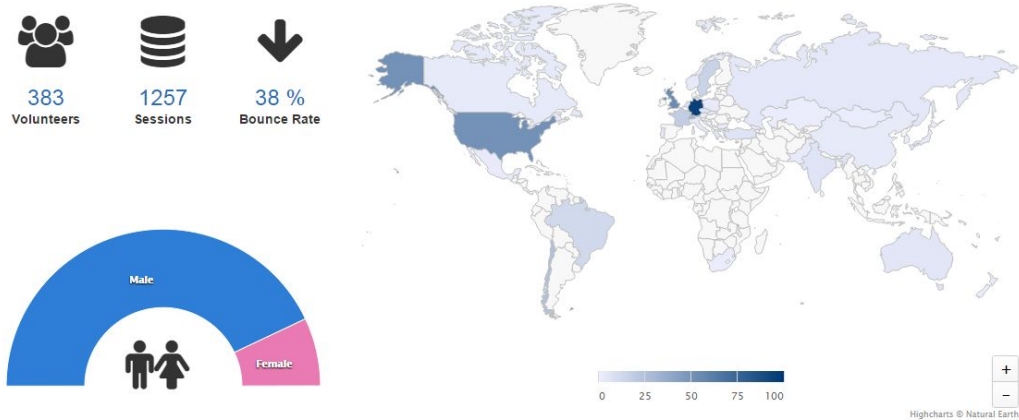 383
Volunteers
1257
Sessions
38 %
Bounce Rate
Male
Female
0 25 50 75 100
+
−
Highcharts © Natural Earth